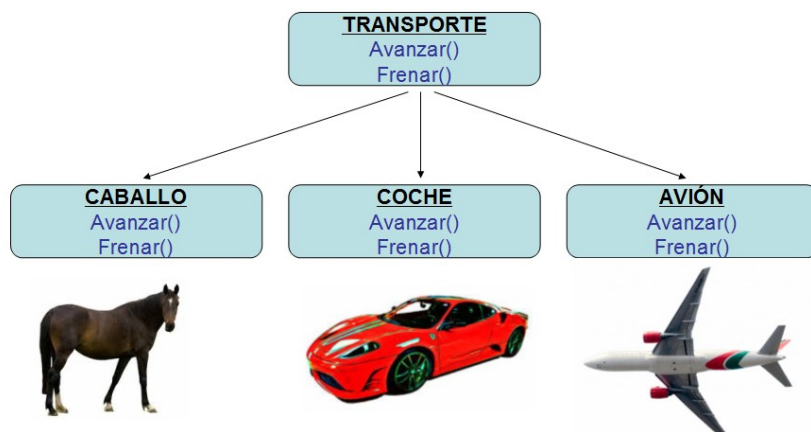 TRANSPORTE
Avanzar()
Frenar()
CABALLO
Avanzar()
Frenar()
COCHE
Avanzar()
Frenar()
AVIÓN
Avanzar()
Frenar()